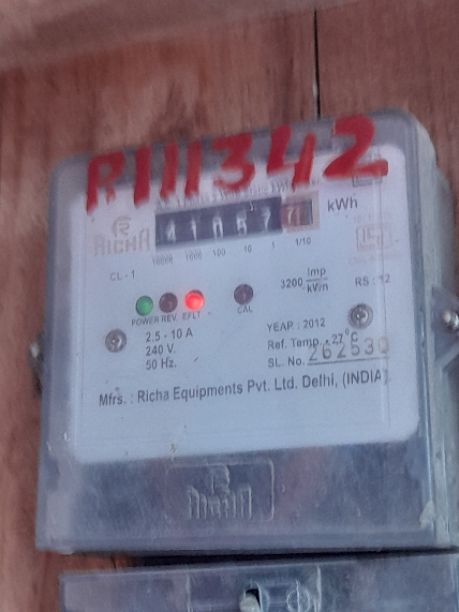 R111342
kWh
RICHA
41057 7
10000 1000 100 10 1 1/10
CL - 1
3200 Imp/kWh
RS : 12
POWER REV. EFLT
CAL
2.5 - 10 A
240 V.
50 Hz.
YEAR : 2012
Ref. Temp. - 27°C
SL. No. 262530
Mfrs. : Richa Equipments Pvt. Ltd. Delhi, (INDIA)
RICHA